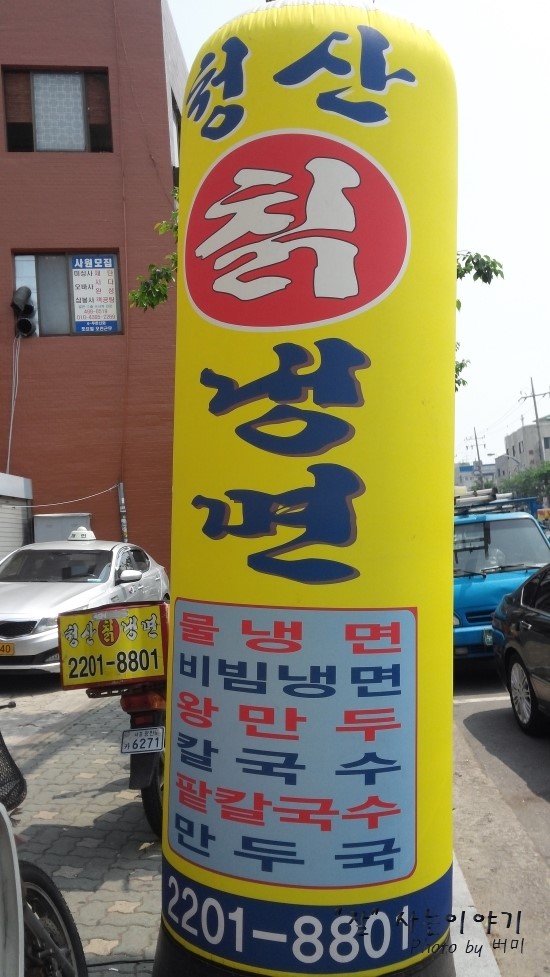 청산
칡
냉
면
물냉면
비빔냉면
왕만두
칼국수
팥칼국수
만두국
2201-8801
청산칡냉면
2201-8801
6271
사원모집
40
사는이야기
Photo by 버미